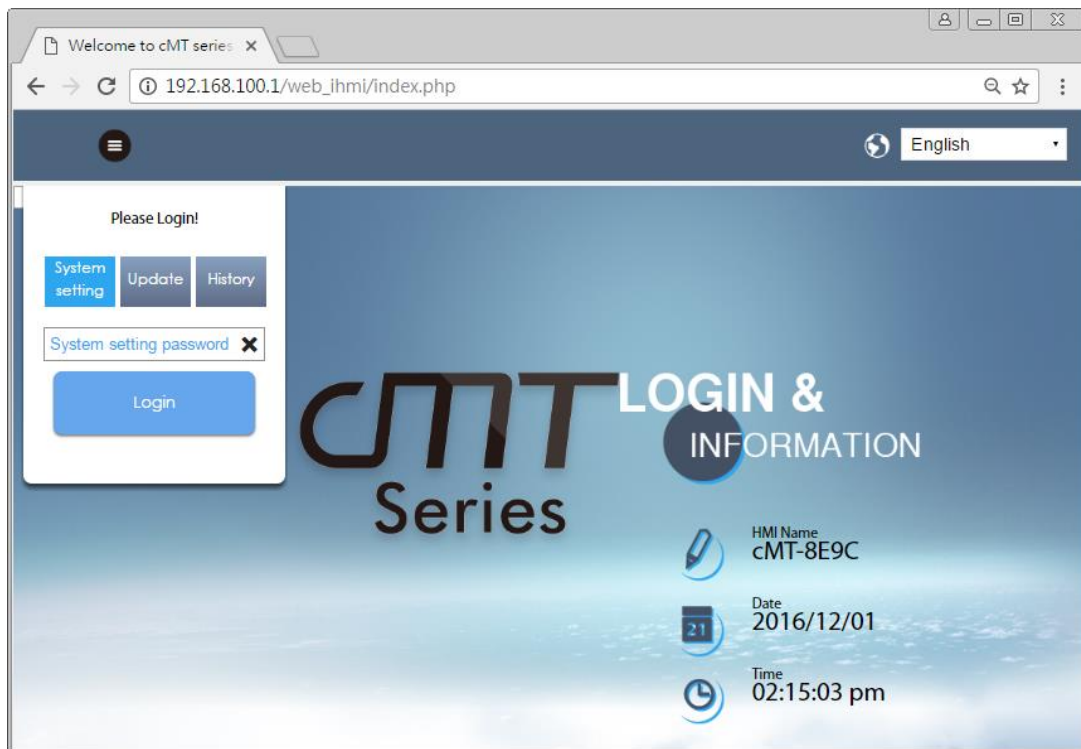 Welcome to cMT series
192.168.100.1/web_ihmi/index.php
English
Please Login!
System setting
Update
History
System setting password
Login
cMT
Series
LOGIN &
INFORMATION
HMI Name
cMT-8E9C
21
Date
2016/12/01
Time
02:15:03 pm